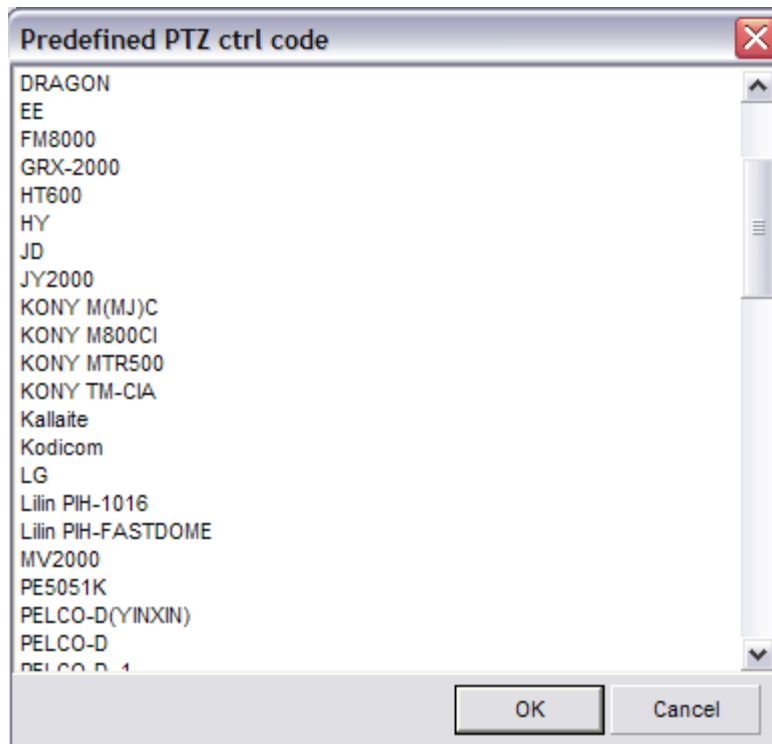 Predefined PTZ ctrl code
DRAGON
EE
FM8000
GRX-2000
HT600
HY
JD
JY2000
KONY M(MJ)C
KONY M800CI
KONY MTR500
KONY TM-CIA
Kallaite
Kodicom
LG
Lilin PIH-1016
Lilin PIH-FASTDOME
MV2000
PE5051K
PELCO-D(YINXIN)
PELCO-D
PELCO-D-1
OK Cancel